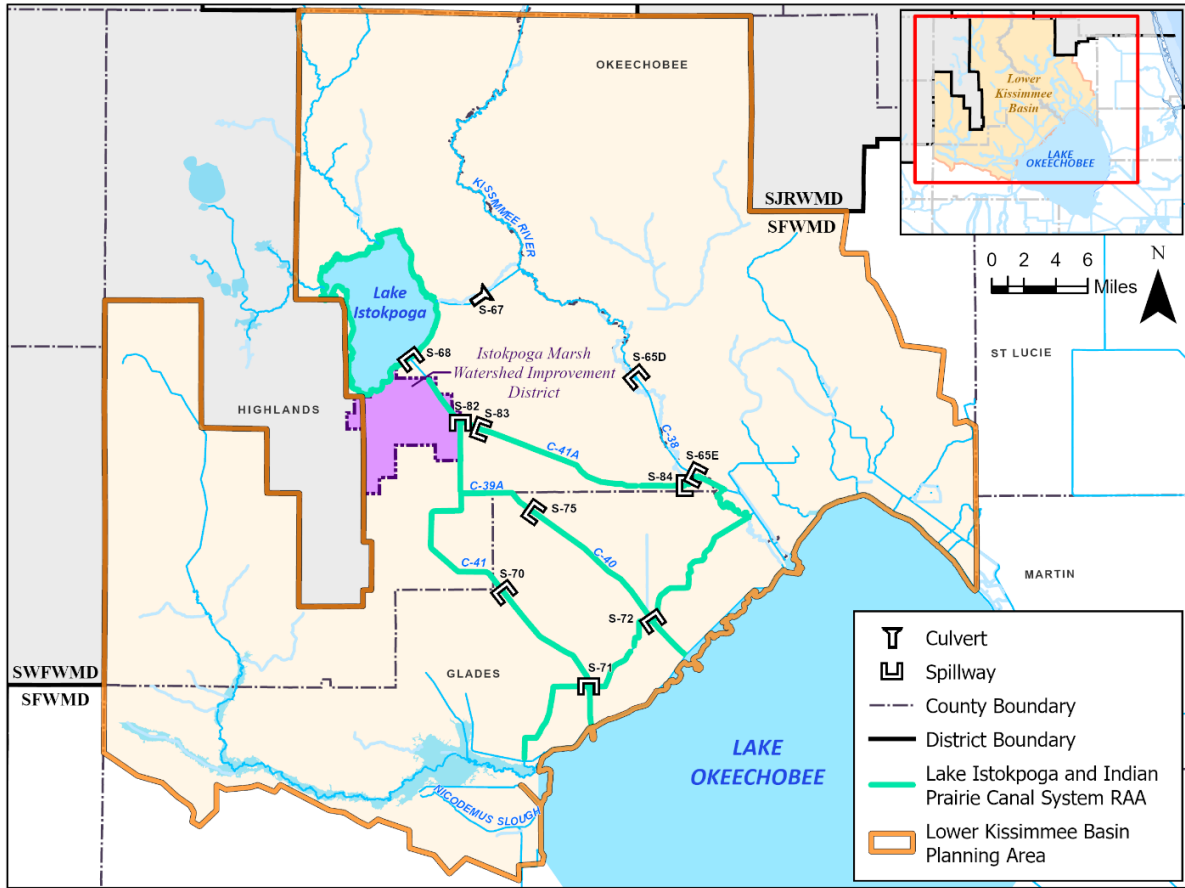 OKEECHOBEE
Lower
Kissimmee
Basin
LAKE
OKEECHOBEE
KISSIMMEE RIVER
SJRWMD
SFWMD
N
0 2 4 6
Miles
Lake
Istokpoga
S-67
ST LUCIE
S-68
Istokpoga Marsh
Watershed Improvement
District
S-65D
HIGHLANDS
S-82
S-83
C-38
C-41A
S-65E
S-84
C-39A
S-75
C-41
S-70
C-40
MARTIN
S-72
SWFWMD
SFWMD
GLADES
S-71
LAKE
OKEECHOBEE
NICODEMUS SLOUGH
Culvert
Spillway
County Boundary
District Boundary
Lake Istokpoga and Indian
Prairie Canal System RAA
Lower Kissimmee Basin
Planning Area